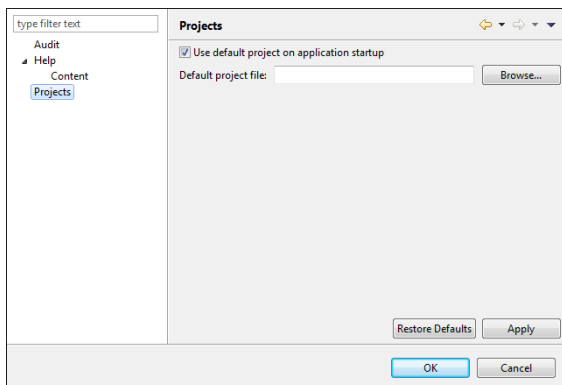 type filter text
Audit
Help
Content
Projects
Projects
Use default project on application startup
Default project file:
Browse...
Restore Defaults
Apply
OK
Cancel